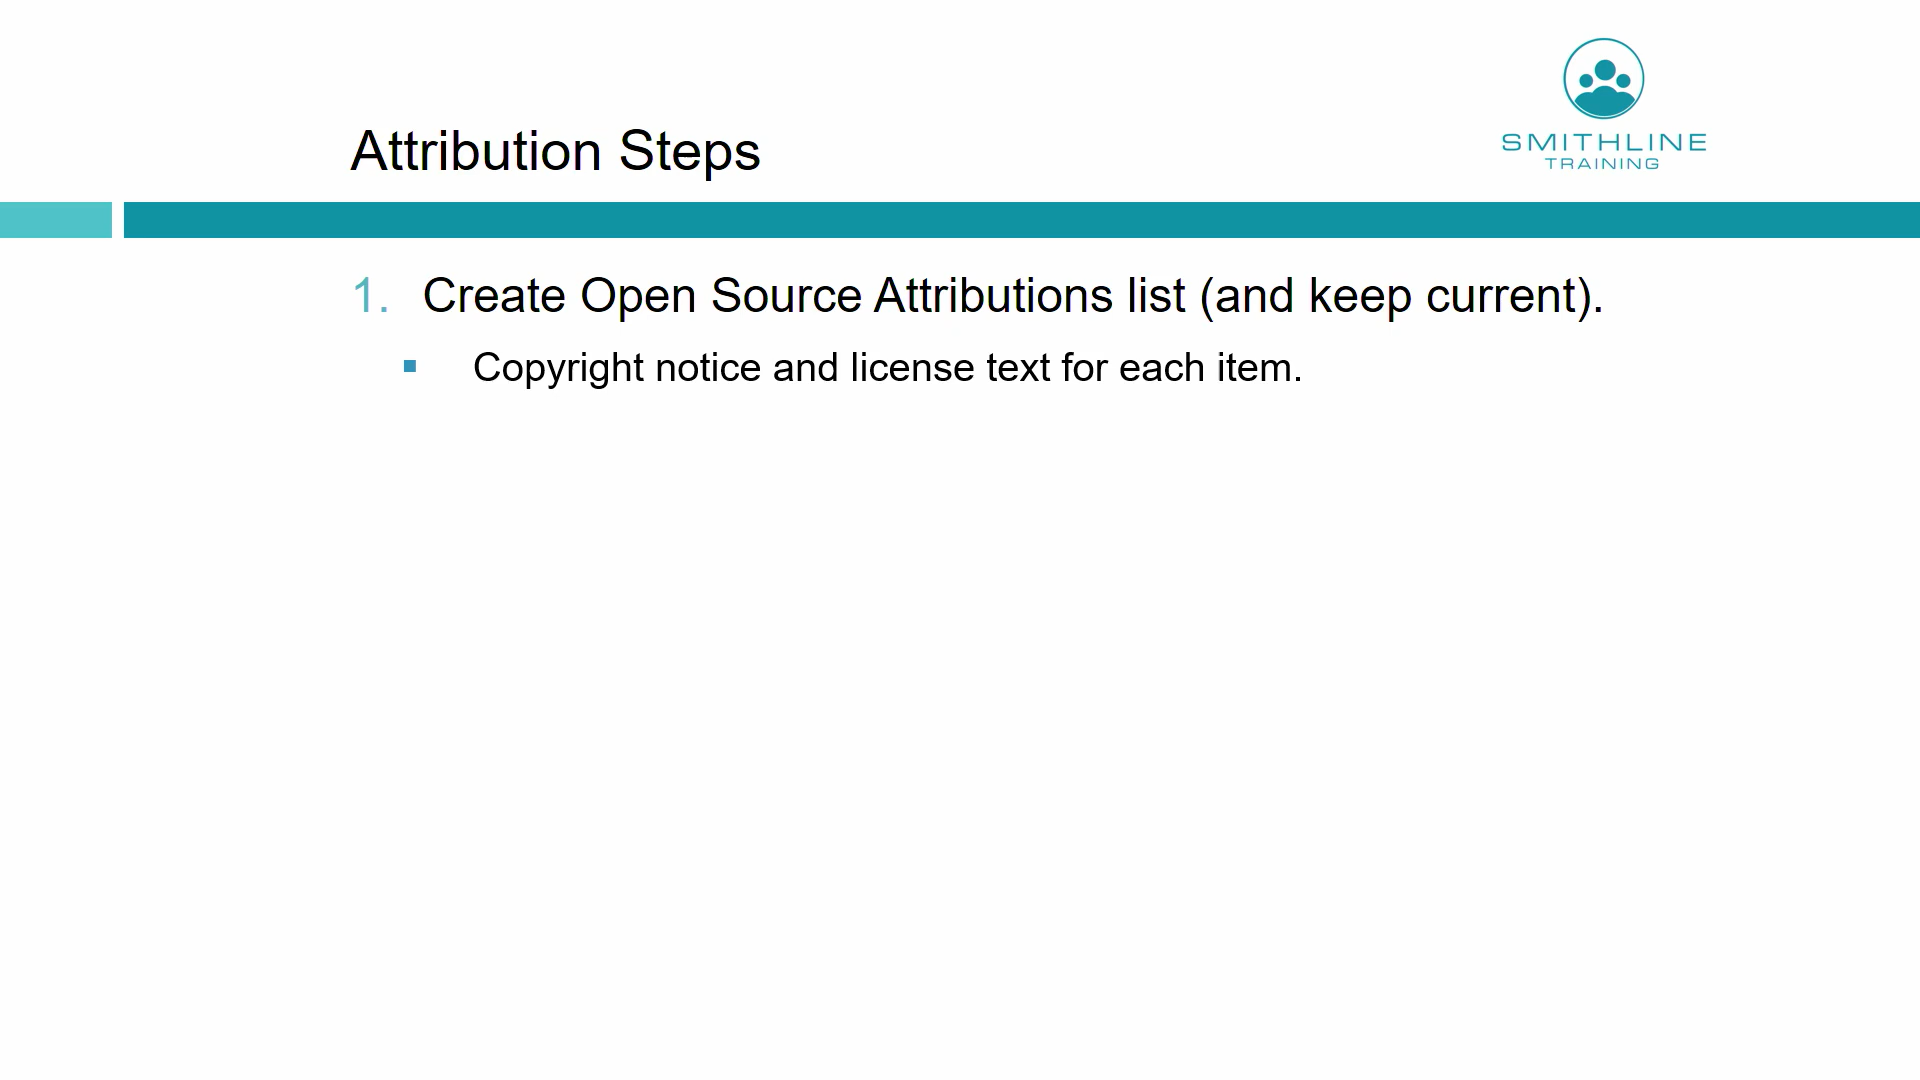 SMITHLINE
TRAINING
Attribution Steps
1. Create Open Source Attributions list (and keep current).
▪ Copyright notice and license text for each item.